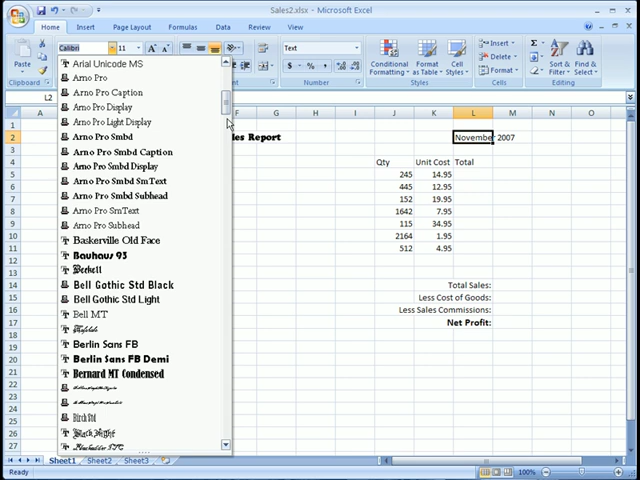 Sales2.xlsx - Microsoft Excel
Home Insert Page Layout Formulas Data Review View
Calibri 11 A A Text
Paste Conditional Formatting Format as Table Cell Styles Insert Delete Format Sort & Filter Find & Select
Clipboard Number Styles Cells Editing
L2 November 2007
A F G H I J K L M N O
1
2 les Report November 2007
3
4 Qty Unit Cost Total
5 245 14.95
6 445 12.95
7 152 19.95
8 1642 7.95
9 115 34.95
10 2164 1.95
11 512 4.95
12
13
14 Total Sales:
15 Less Cost of Goods:
16 Less Sales Commissions:
17 Net Profit:
18
19
20
21
22
23
24
25
26
27
Arial Unicode MS
Arno Pro
Arno Pro Caption
Arno Pro Display
Arno Pro Light Display
Arno Pro Smbd
Arno Pro Smbd Caption
Arno Pro Smbd Display
Arno Pro Smbd SmText
Arno Pro Smbd Subhead
Arno Pro SmText
Arno Pro Subhead
Baskerville Old Face
Bauhaus 93
Beckett
Bell Gothic Std Black
Bell Gothic Std Light
Bell MT
Berlin Sans FB
Berlin Sans FB Demi
Bernard MT Condensed
Birch Std
Black Night
Sheet1 Sheet2 Sheet3
Ready 100%